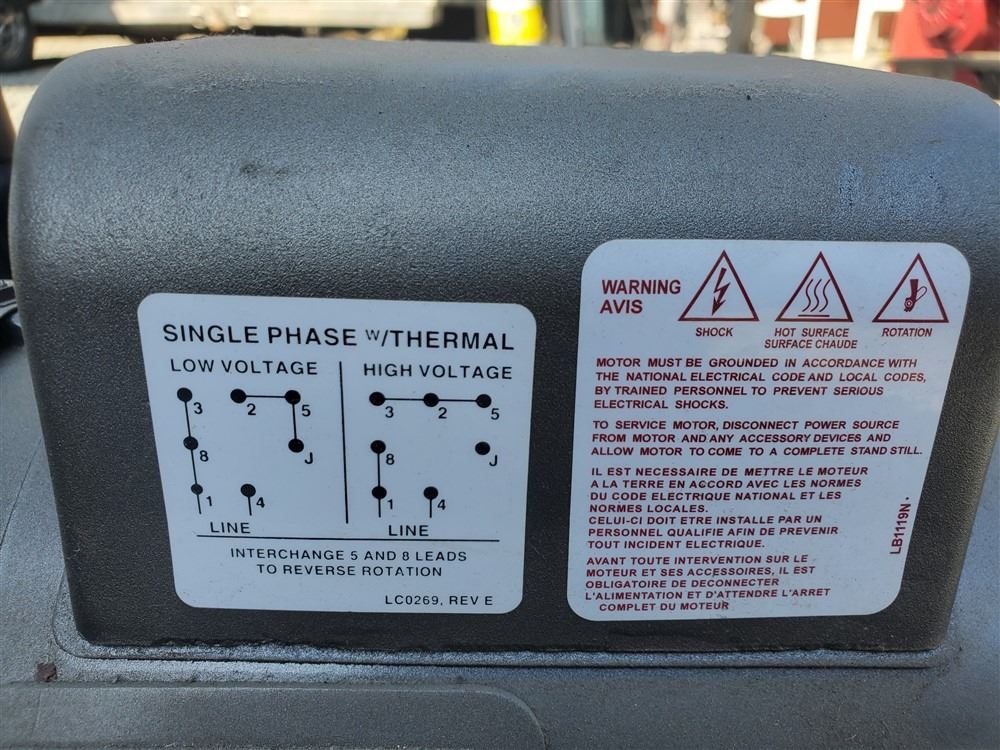 SINGLE PHASE W/THERMAL
LOW VOLTAGE
3 2 5
8 J
1 4
LINE
HIGH VOLTAGE
3 2 5
8 J
1 4
LINE
INTERCHANGE 5 AND 8 LEADS
TO REVERSE ROTATION
LC0269, REV E
WARNING
AVIS
SHOCK
HOT SURFACE
SURFACE CHAUDE
ROTATION
MOTOR MUST BE GROUNDED IN ACCORDANCE WITH
THE NATIONAL ELECTRICAL CODE AND LOCAL CODES,
BY TRAINED PERSONNEL TO PREVENT SERIOUS
ELECTRICAL SHOCKS.
TO SERVICE MOTOR, DISCONNECT POWER SOURCE
FROM MOTOR AND ANY ACCESSORY DEVICES AND
ALLOW MOTOR TO COME TO A COMPLETE STAND STILL.
IL EST NECESSAIRE DE METTRE LE MOTEUR
A LA TERRE EN ACCORD AVEC LES NORMES
DU CODE ELECTRIQUE NATIONAL ET LES
NORMES LOCALES.
CELUI-CI DOIT ETRE INSTALLE PAR UN
PERSONNEL QUALIFIE AFIN DE PREVENIR
TOUT INCIDENT ELECTRIQUE.
AVANT TOUTE INTERVENTION SUR LE
MOTEUR ET SES ACCESSOIRES, IL EST
OBLIGATOIRE DE DECONNECTER
L'ALIMENTATION ET D'ATTENDRE L'ARRET
COMPLET DU MOTEUR
LB1119N